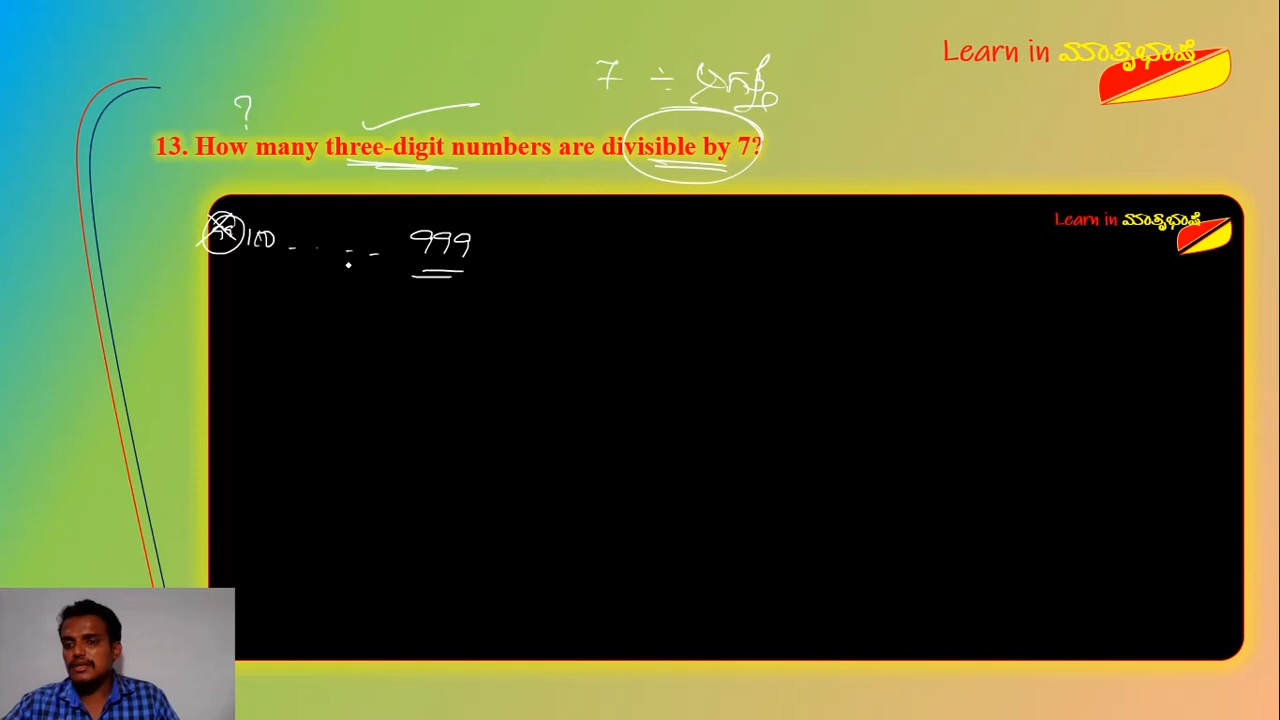 Learn in ಮಾತೃಭಾಷೆ
7 ÷
?
13. How many three-digit numbers are divisible by 7?
Learn in ಮಾತೃಭಾಷೆ
100 - . . - - 999